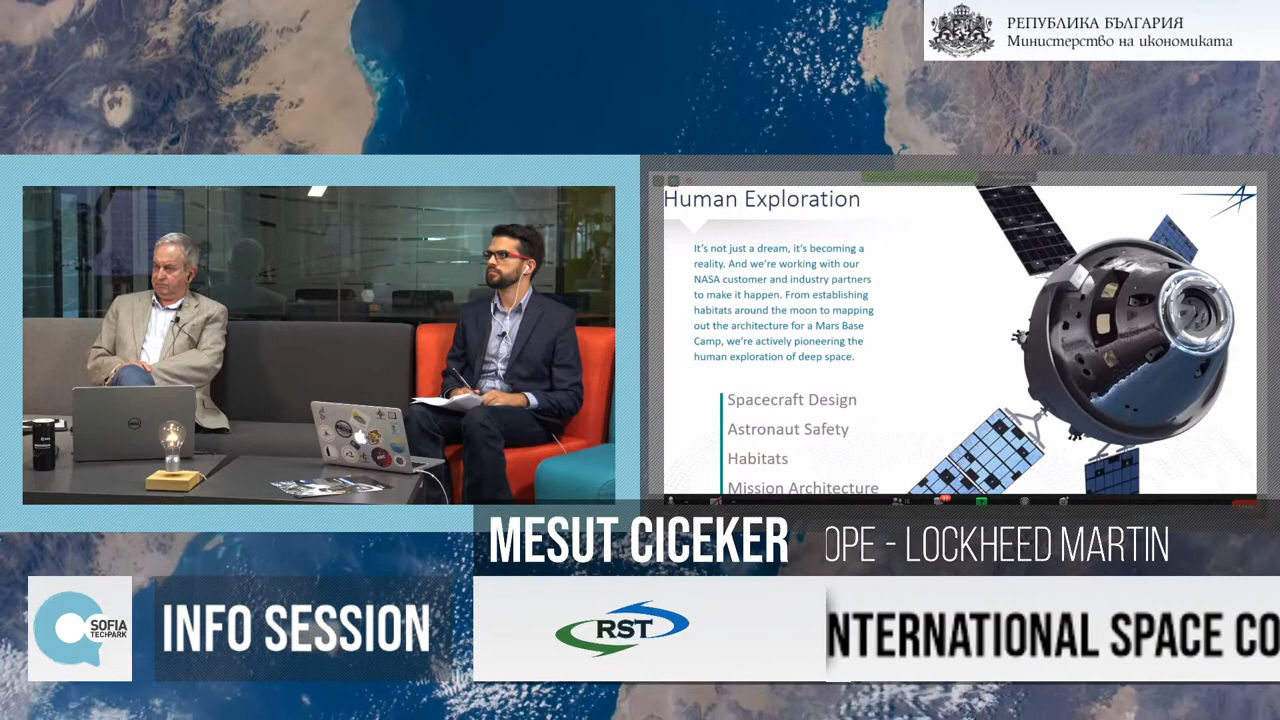 РЕПУБЛИКА БЪЛГАРИЯ
Министерство на икономиката
Human Exploration
It's not just a dream, it's becoming a
reality. And we're working with our
NASA customer and industry partners
to make it happen. From establishing
habitats around the moon to mapping
out the architecture for a Mars Base
Camp, we're actively pioneering the
human exploration of deep space.
Spacecraft Design
Astronaut Safety
Habitats
Mission Architecture
DELL
MESUT CICEKER
OPE - LOCKHEED MARTIN
SOFIA
TECHPARK
INFO SESSION
RST
NTERNATIONAL SPACE CO